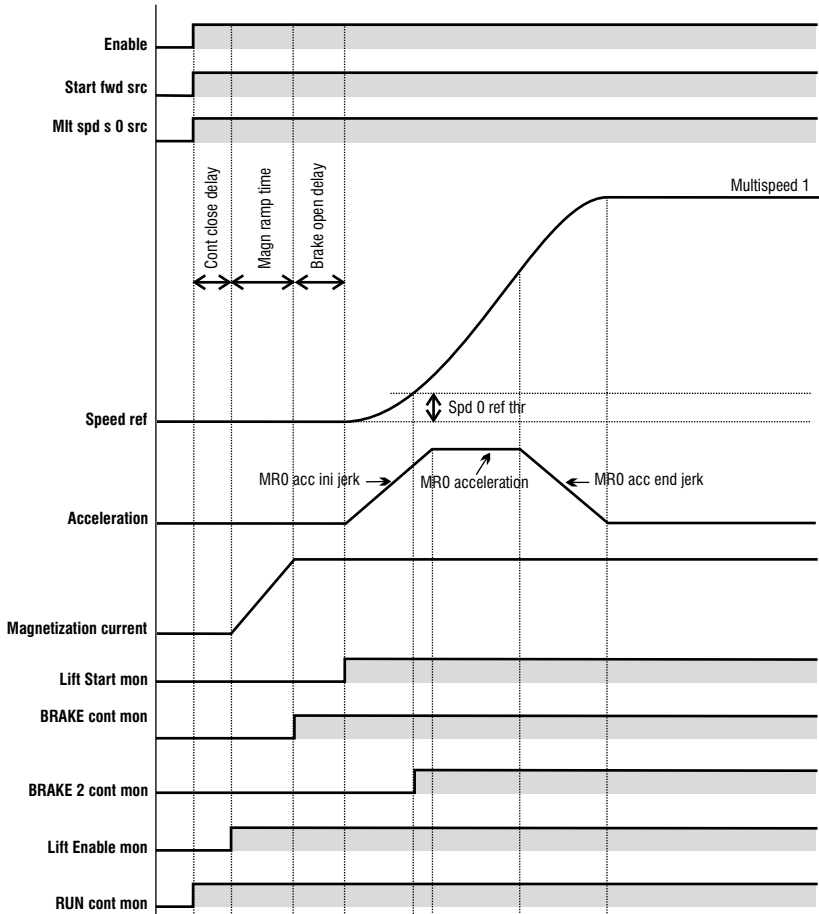 Enable
Start fwd src
Mlt spd s 0 src
Cont close delay
Magn ramp time
Brake open delay
Multispeed 1
Spd 0 ref thr
Speed ref
MR0 acc ini jerk
MR0 acceleration
MR0 acc end jerk
Acceleration
Magnetization current
Lift Start mon
BRAKE cont mon
BRAKE 2 cont mon
Lift Enable mon
RUN cont mon